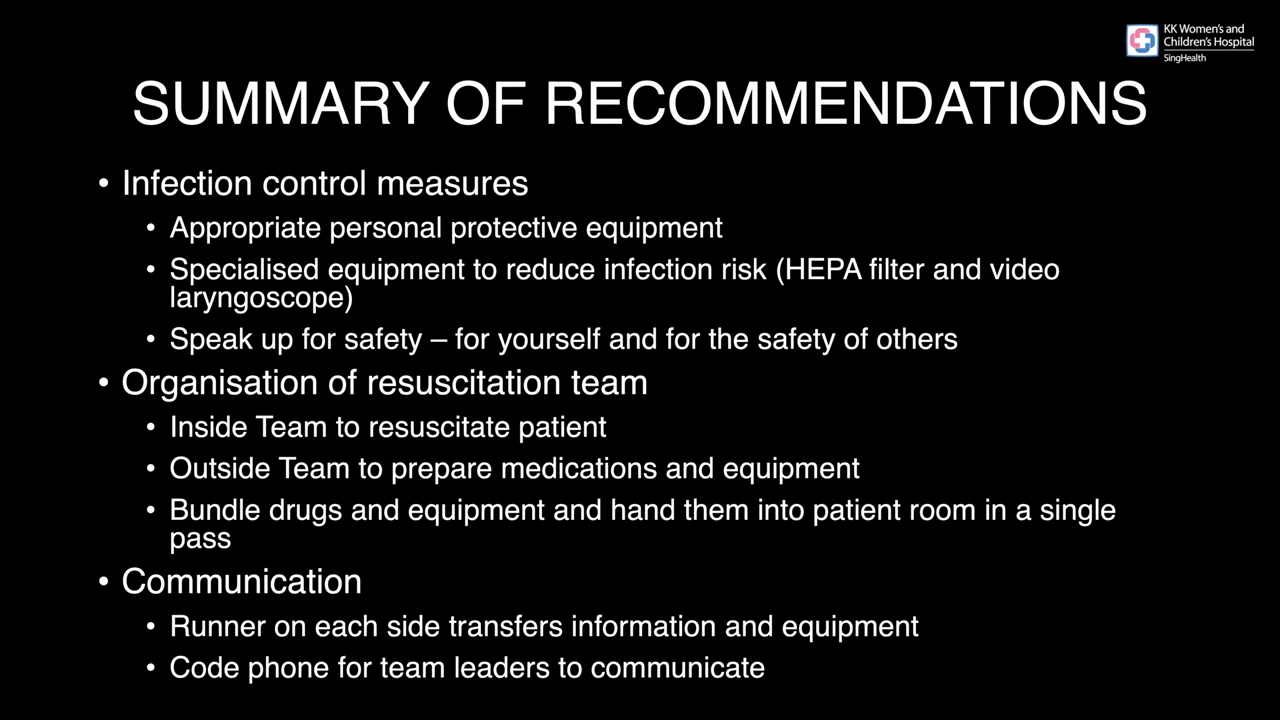 KK Women's and
Children's Hospital
SingHealth
SUMMARY OF RECOMMENDATIONS
• Infection control measures
• Appropriate personal protective equipment
• Specialised equipment to reduce infection risk (HEPA filter and video
laryngoscope)
• Speak up for safety – for yourself and for the safety of others
• Organisation of resuscitation team
• Inside Team to resuscitate patient
• Outside Team to prepare medications and equipment
• Bundle drugs and equipment and hand them into patient room in a single
pass
• Communication
• Runner on each side transfers information and equipment
• Code phone for team leaders to communicate